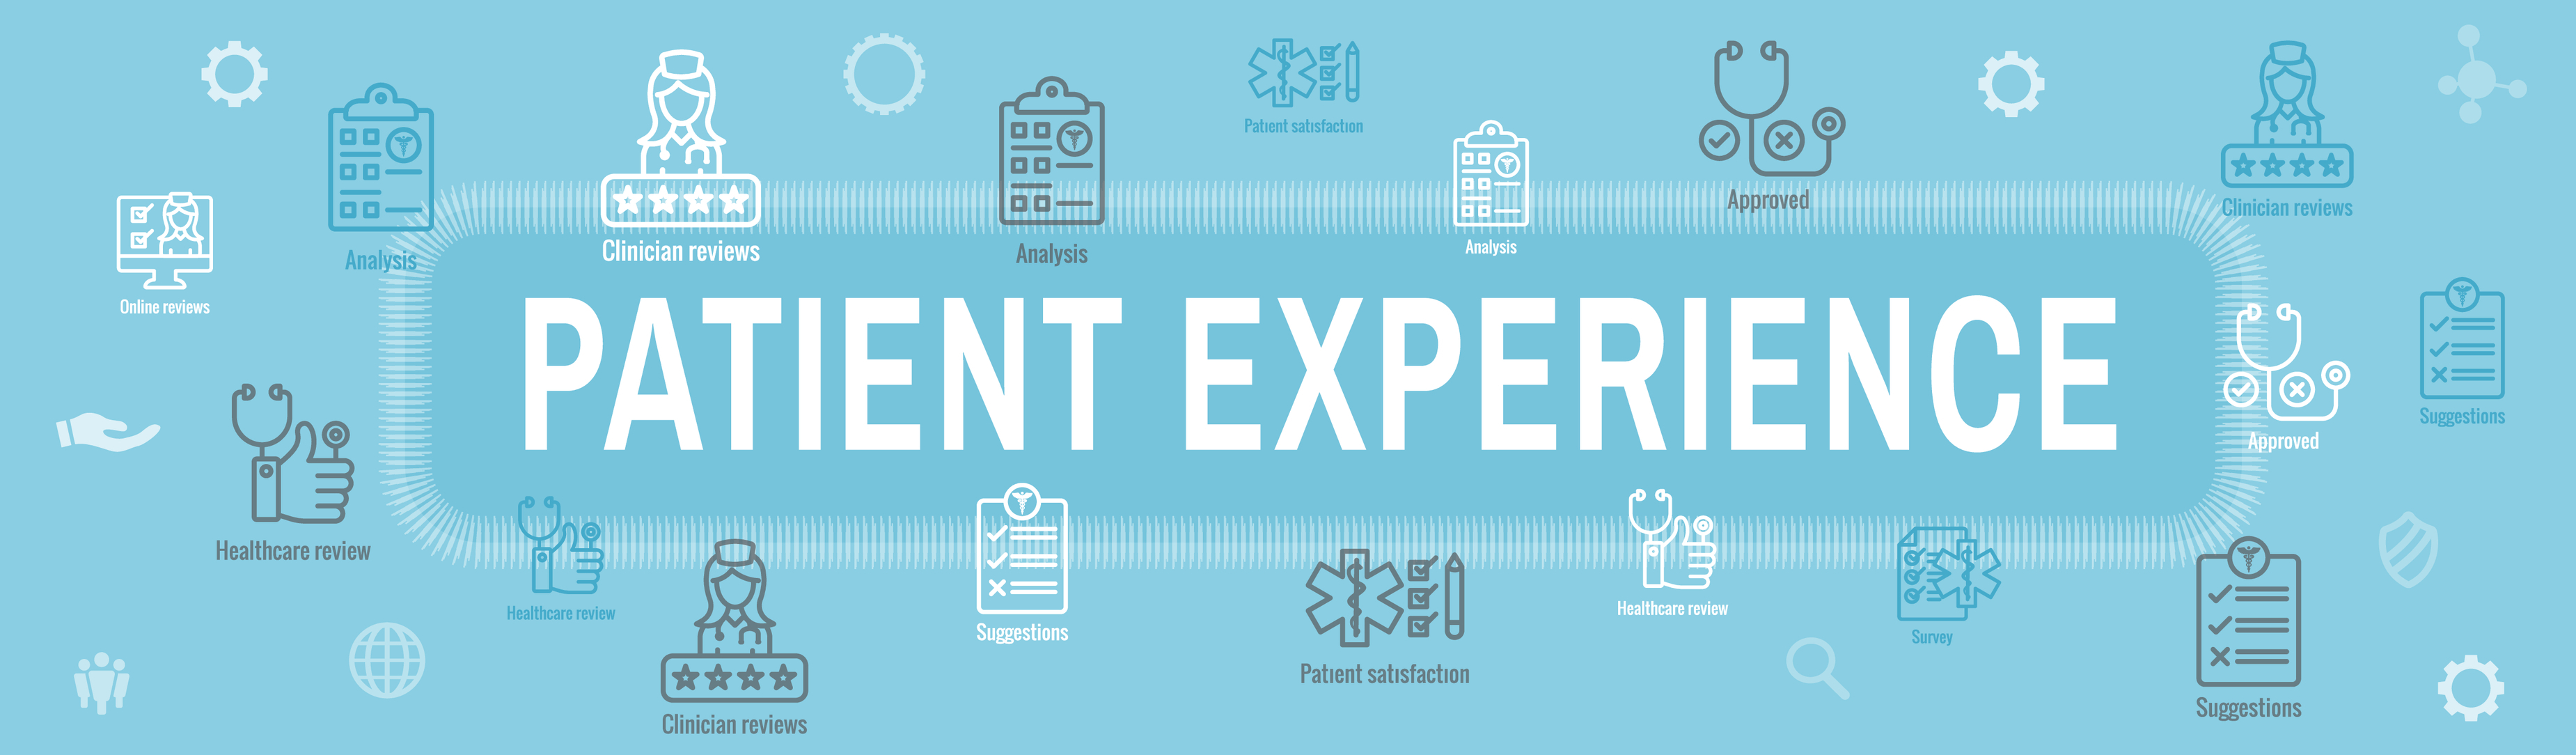 Patient satisfaction
Approved
Clinician reviews
Analysis
Clinician reviews
Analysis
Analysis
Online reviews
PATIENT EXPERIENCE
Suggestions
Approved
Healthcare review
Healthcare review
Suggestions
Healthcare review
Survey
Patient satisfaction
Clinician reviews
Suggestions